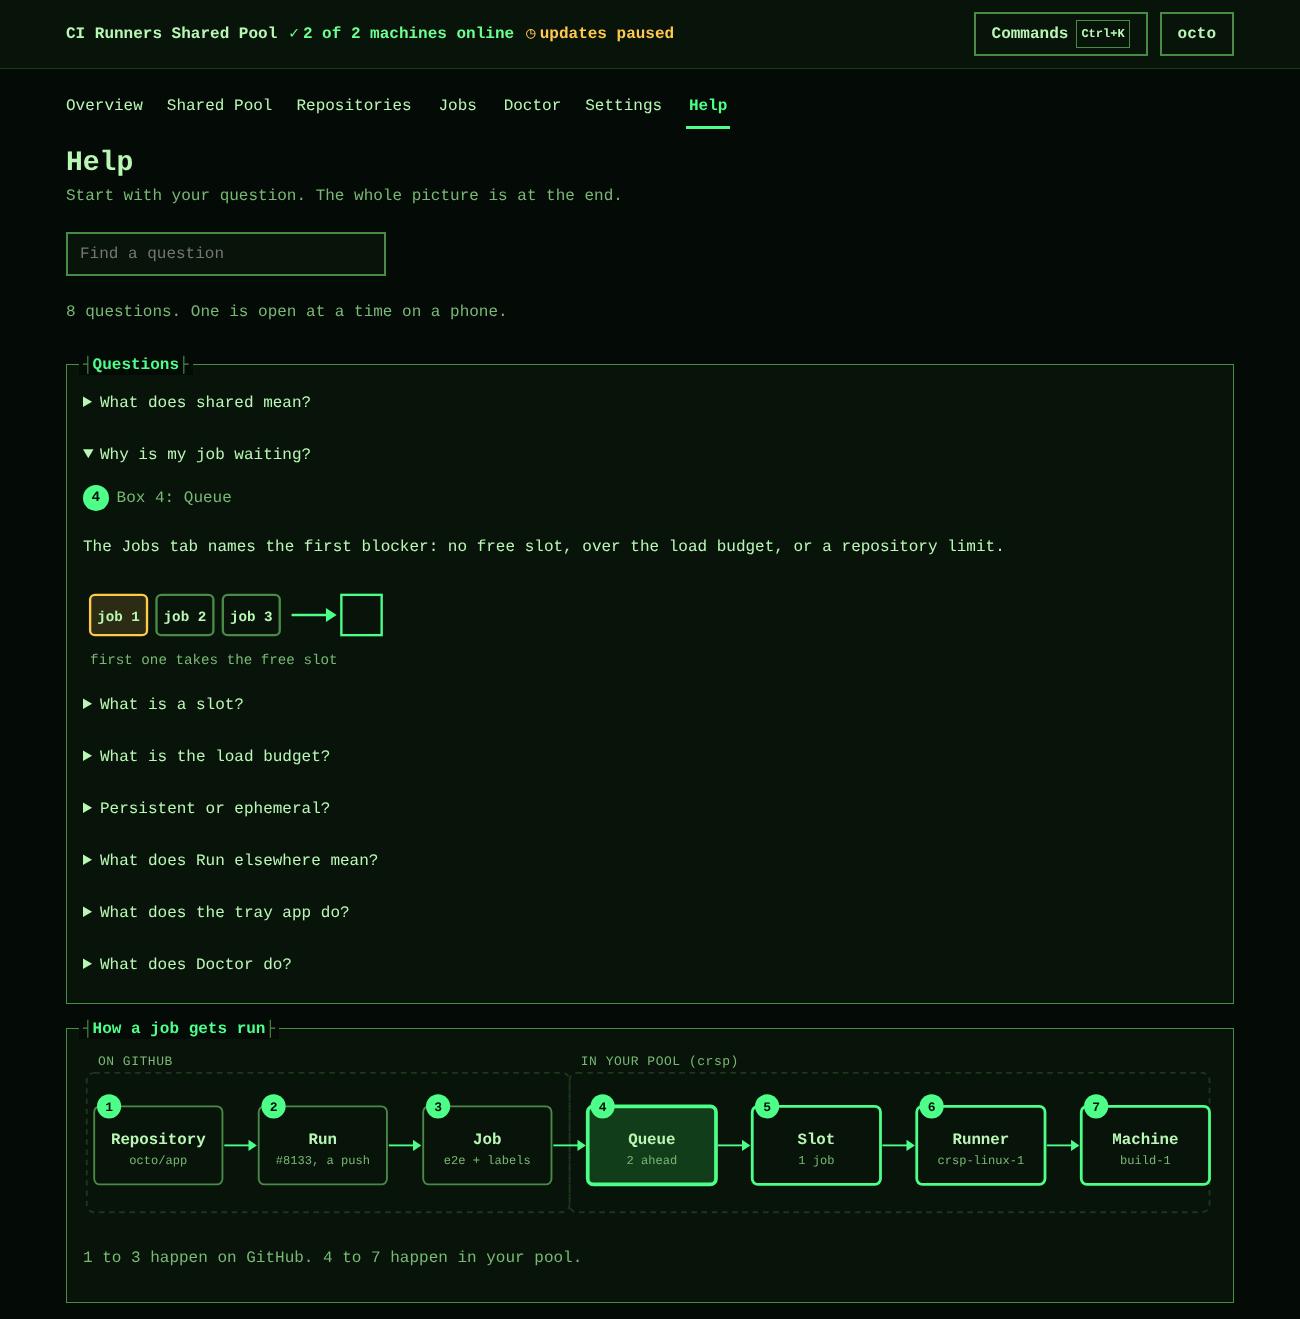 CI Runners Shared Pool ✓ 2 of 2 machines online ◷ updates paused
Commands Ctrl+K
octo
Overview Shared Pool Repositories Jobs Doctor Settings Help
Help
Start with your question. The whole picture is at the end.
Find a question
8 questions. One is open at a time on a phone.
Questions
▶ What does shared mean?
▼ Why is my job waiting?
4 Box 4: Queue
The Jobs tab names the first blocker: no free slot, over the load budget, or a repository limit.
job 1 job 2 job 3
first one takes the free slot
▶ What is a slot?
▶ What is the load budget?
▶ Persistent or ephemeral?
▶ What does Run elsewhere mean?
▶ What does the tray app do?
▶ What does Doctor do?
How a job gets run
ON GITHUB
IN YOUR POOL (crsp)
1 2 3 4 5 6 7
Repository Run Job Queue Slot Runner Machine
octo/app #8133, a push e2e + labels 2 ahead 1 job crsp-linux-1 build-1
1 to 3 happen on GitHub. 4 to 7 happen in your pool.